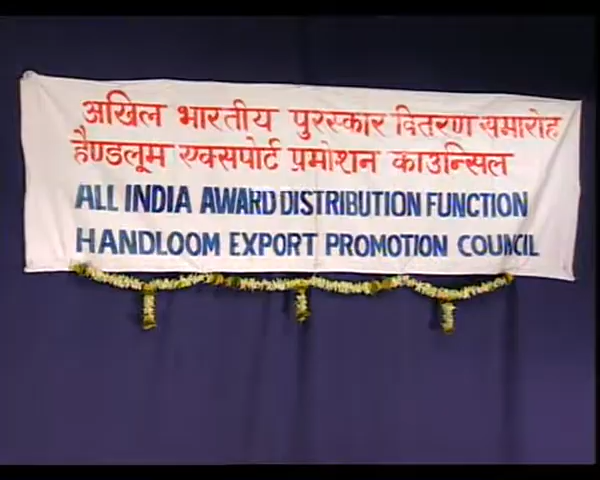 अखिल भारतीय पुरस्कार वितरण समारोह
हैण्डलूम एक्सपोर्ट प्रमोशन काउन्सिल
ALL INDIA AWARD DISTRIBUTION FUNCTION
HANDLOOM EXPORT PROMOTION COUNCIL